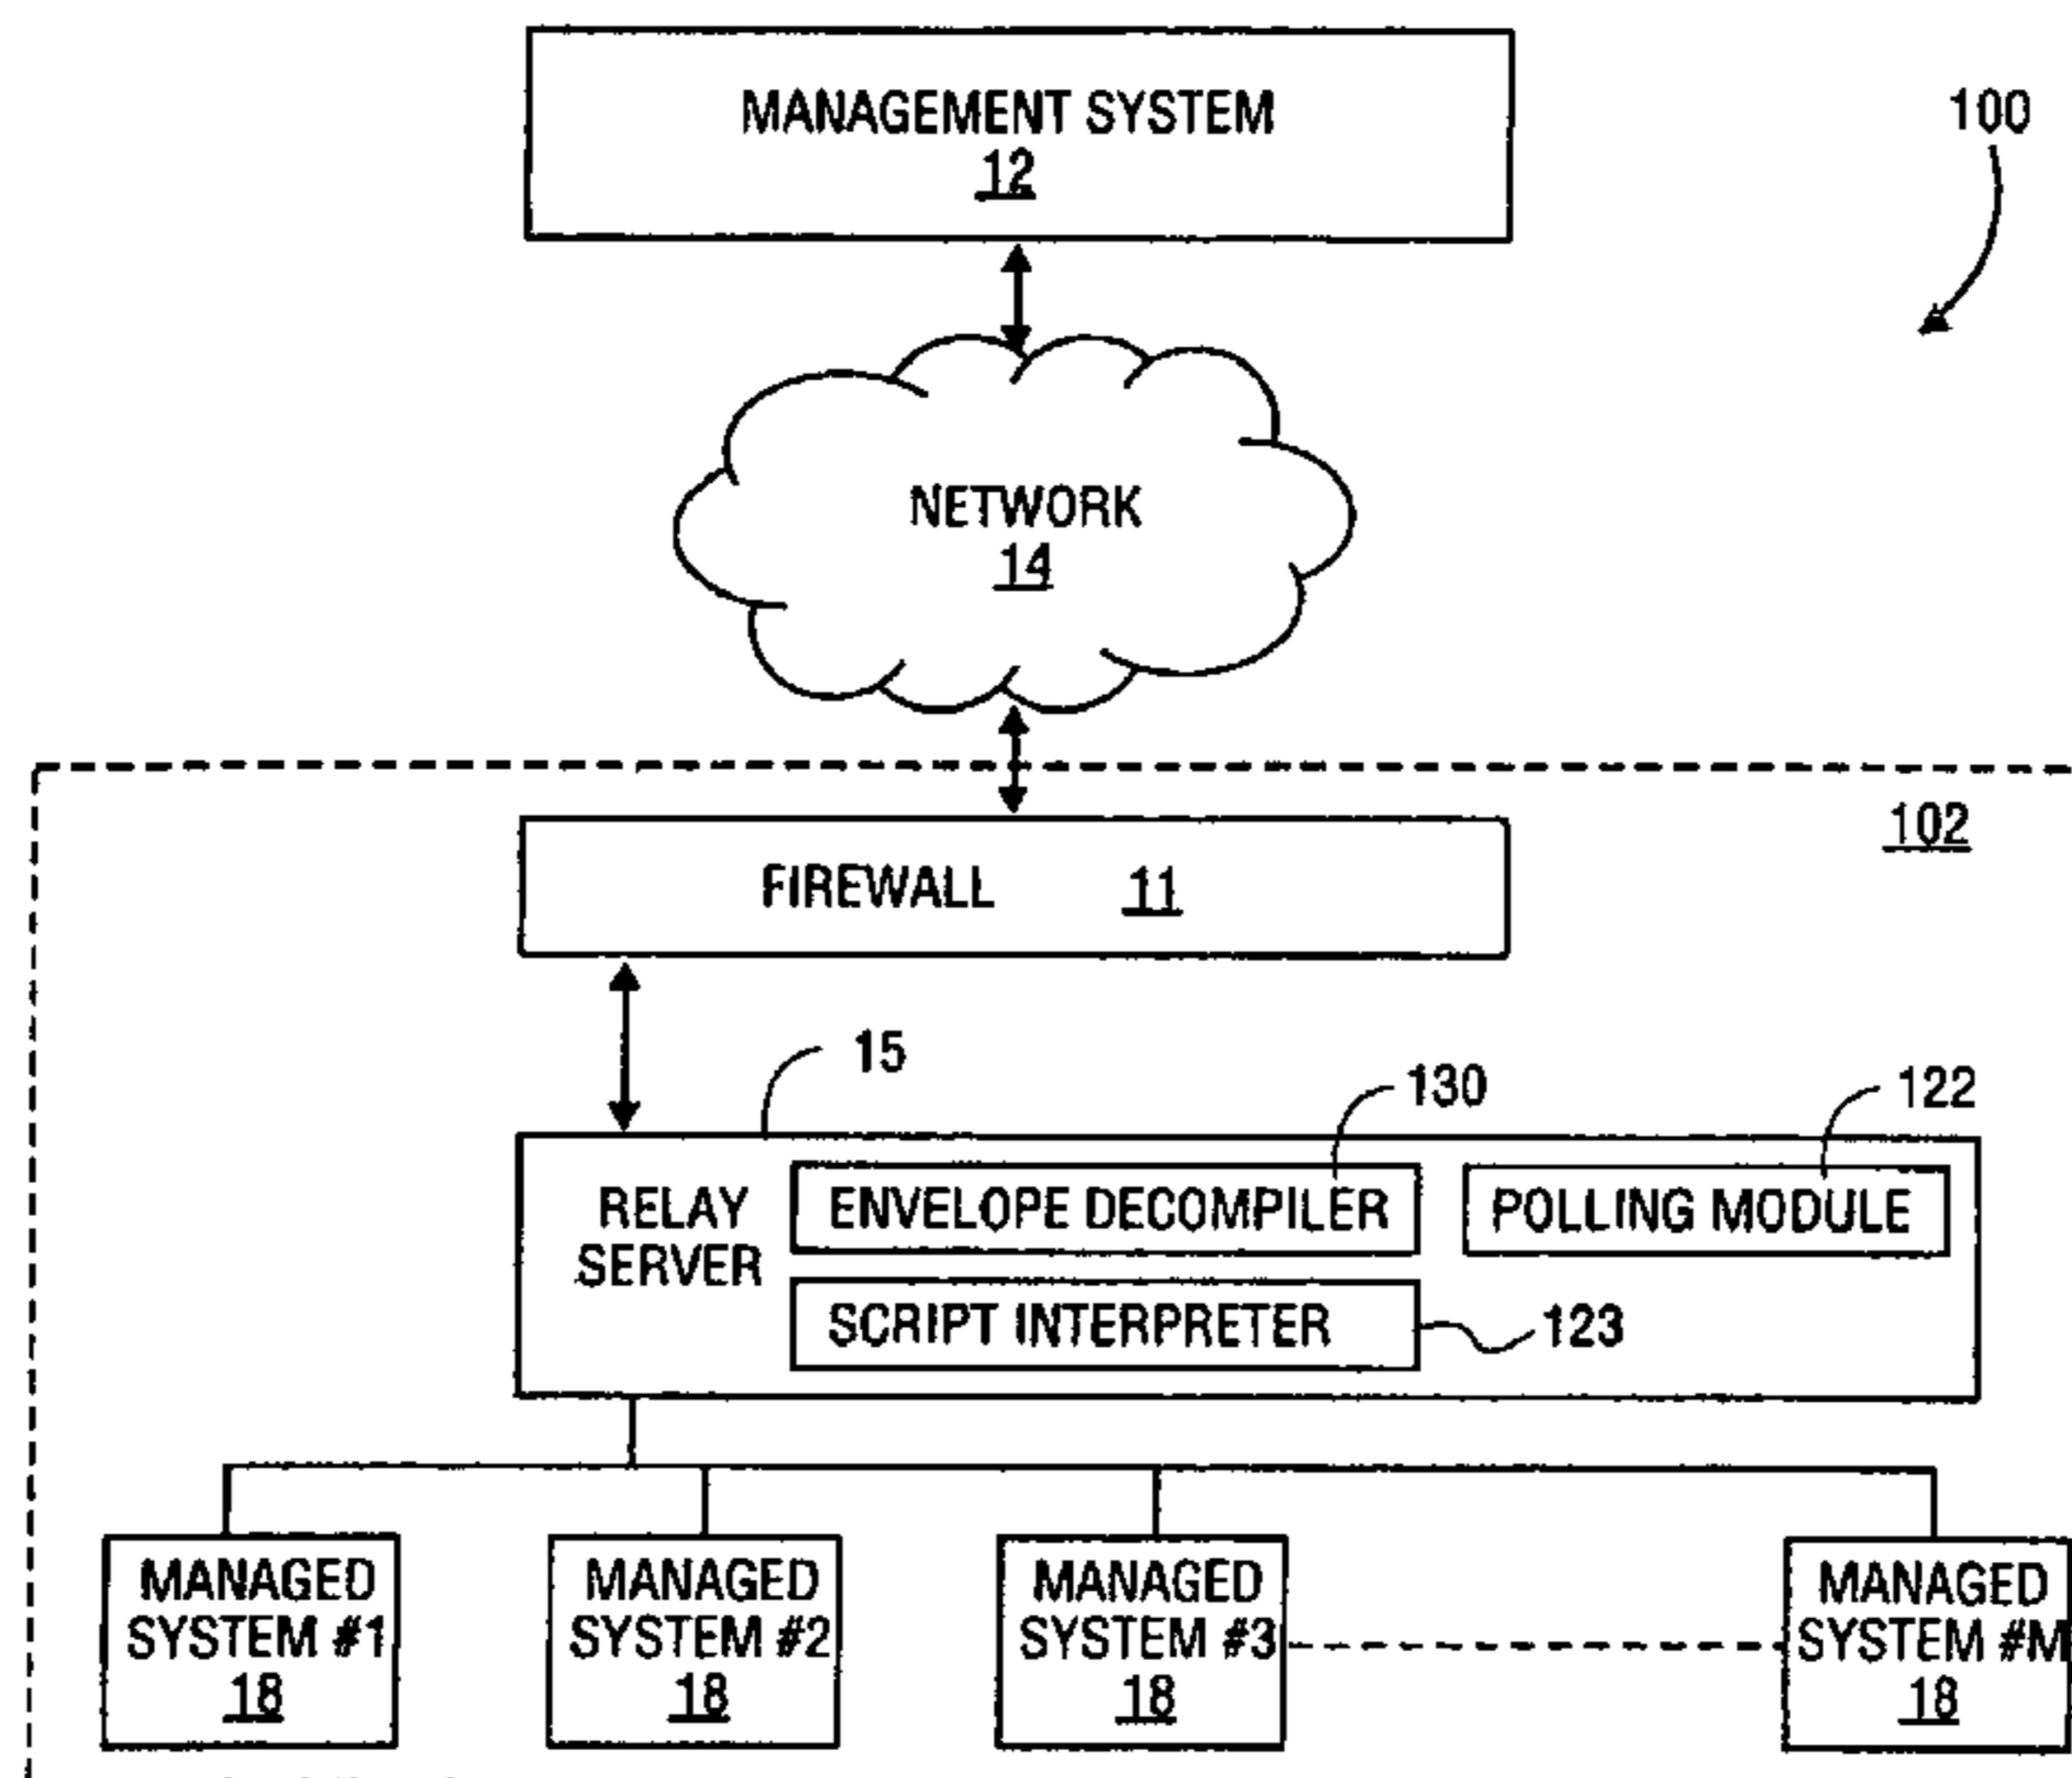 MANAGEMENT SYSTEM
12
100
NETWORK
14
102
FIREWALL 11
15
130
122
RELAY
SERVER
ENVELOPE DECOMPILER
POLLING MODULE
SCRIPT INTERPRETER
123
MANAGED
SYSTEM #1
18
MANAGED
SYSTEM #2
18
MANAGED
SYSTEM #3
18
MANAGED
SYSTEM #M
18